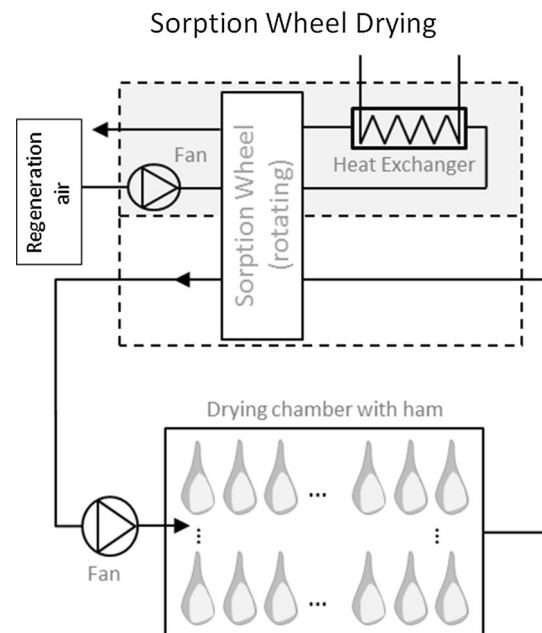 Sorption Wheel Drying
Regeneration
air
Fan
Sorption Wheel
(rotating)
Heat Exchanger
Drying chamber with ham
Fan